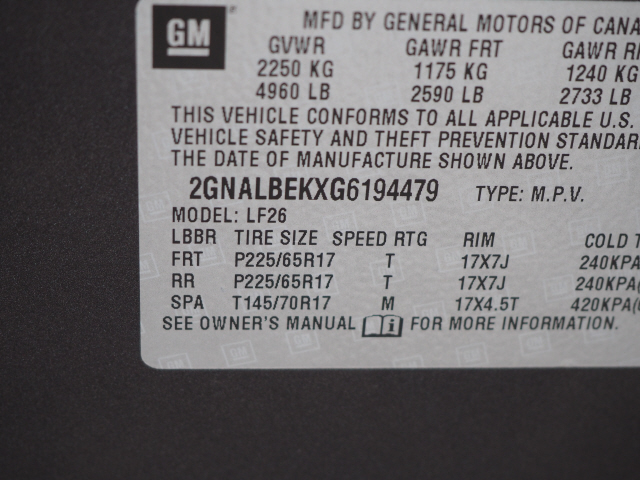 GM
MFD BY GENERAL MOTORS OF CANA
GVWR GAWR FRT GAWR R
2250 KG 1175 KG 1240 KG
4960 LB 2590 LB 2733 LB
THIS VEHICLE CONFORMS TO ALL APPLICABLE U.S.
VEHICLE SAFETY AND THEFT PREVENTION STANDAR
THE DATE OF MANUFACTURE SHOWN ABOVE.
2GNALBEKXG6194479 TYPE: M.P.V.
MODEL: LF26
LBBR TIRE SIZE SPEED RTG RIM COLD T
FRT P225/65R17 T 17X7J 240KPA
RR P225/65R17 T 17X7J 240KPA(
SPA T145/70R17 M 17X4.5T 420KPA(
SEE OWNER'S MANUAL i FOR MORE INFORMATION.